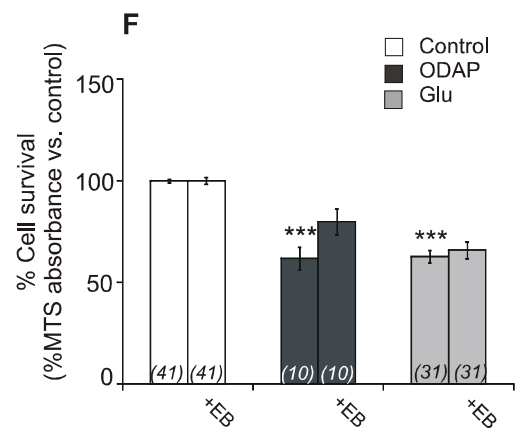 F
Control
ODAP
Glu
% Cell survival
(%MTS absorbance vs. control)
150
100
50
0
*** ***
(41) (41) (10) (10) (31) (31)
+EB +EB +EB